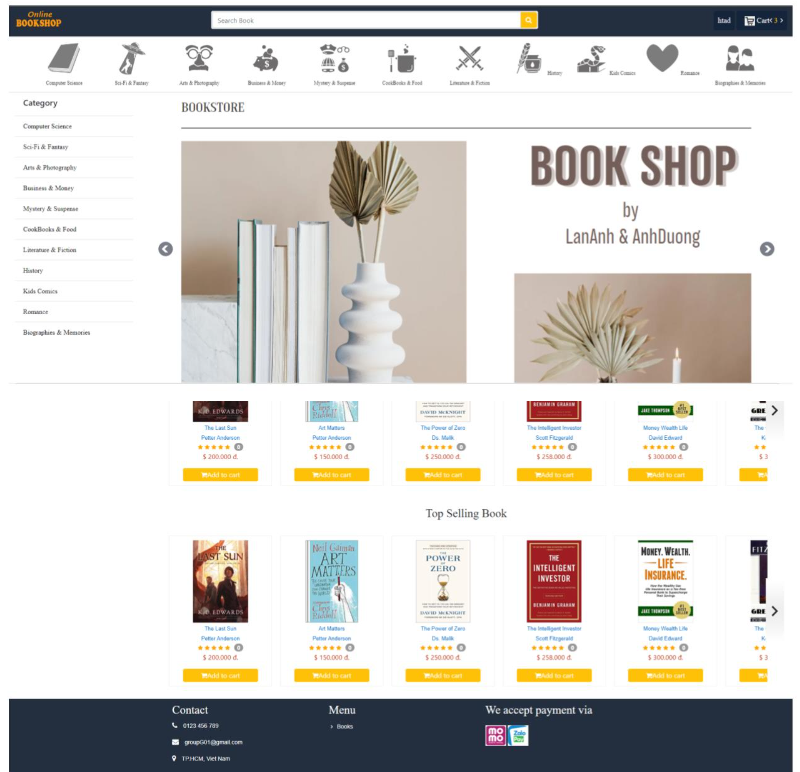 Online
BOOKSHOP
Search Book
htad
Cart< 3 >
Computer Science
Sci-Fi & Fantasy
Arts & Photography
Business & Money
Mystery & Suspense
CookBooks & Food
Literature & Fiction
History
Kids Comics
Romance
Biographies & Memories
Category
Computer Science
Sci-Fi & Fantasy
Arts & Photography
Business & Money
Mystery & Suspense
CookBooks & Food
Literature & Fiction
History
Kids Comics
Romance
Biographies & Memories
BOOKSTORE
BOOK SHOP
by
LanAnh & AnhDuong
K.D. EDWARDS
DAVID McKNIGHT
BENJAMIN GRAHAM
JAKE THOMPSON
GRE
The Last Sun
Art Matters
The Power of Zero
The Intelligent Investor
Money Wealth Life
The
Petter Anderson
Petter Anderson
Ds. Malik
Scott Fitzgerald
David Edward
K.
0
0
0
0
0
$ 200.000 đ.
$ 150.000 đ.
$ 250.000 đ.
$ 258.000 đ.
$ 300.000 đ.
$ 3
Add to cart
Add to cart
Add to cart
Add to cart
Add to cart
Top Selling Book
THE
LAST SUN
K.D. EDWARDS
Neil Gaiman
ART
MATTERS
THE
POWER
OF
ZERO
DAVID McKNIGHT
THE
INTELLIGENT
INVESTOR
BENJAMIN GRAHAM
MONEY. WEALTH.
LIFE
INSURANCE.
JAKE THOMPSON
FITZ
GRE
The Last Sun
Art Matters
The Power of Zero
The Intelligent Investor
Money Wealth Life
The
Petter Anderson
Petter Anderson
Ds. Malik
Scott Fitzgerald
David Edward
K.
0
0
0
0
0
$ 200.000 đ.
$ 150.000 đ.
$ 250.000 đ.
$ 258.000 đ.
$ 300.000 đ.
$ 3
Add to cart
Add to cart
Add to cart
Add to cart
Add to cart
Contact
0123 456 789
groupG01@gmail.com
TP.HCM, Viet Nam
Menu
› Books
We accept payment via
mo
mo
Zalo
Pay